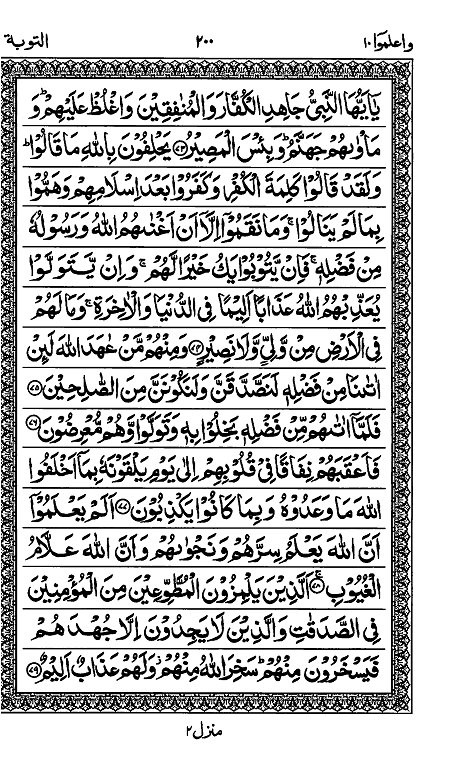 واعلموا١٠ ٢٠٠ التوبة
يٰۤاَيُّهَا النَّبِيُّ جَاهِدِ الْكُفَّارَ وَالْمُنٰفِقِيْنَ وَاغْلُظْ عَلَيْهِمْ ؕ وَ
مَاْوٰىهُمْ جَهَنَّمُ ؕ وَبِئْسَ الْمَصِيْرُ ﴿٧٣﴾ يَحْلِفُوْنَ بِاللّٰهِ مَا قَالُوْا ؕ
وَلَقَدْ قَالُوْا كَلِمَةَ الْكُفْرِ وَكَفَرُوْا بَعْدَ اِسْلَامِهِمْ وَهَمُّوْا
بِمَا لَمْ يَنَالُوْا ۚ وَمَا نَقَمُوْۤا اِلَّاۤ اَنْ اَغْنٰىهُمُ اللّٰهُ وَرَسُوْلُهٗ
مِنْ فَضْلِهٖ ۚ فَاِنْ يَّتُوْبُوْا يَكُ خَيْرًا لَّهُمْ ۚ وَاِنْ يَّتَوَلَّوْا
يُعَذِّبْهُمُ اللّٰهُ عَذَابًا اَلِيْمًا فِى الدُّنْيَا وَالْاٰخِرَةِ ۚ وَمَا لَهُمْ
فِى الْاَرْضِ مِنْ وَّلِيٍّ وَّلَا نَصِيْرٍ ﴿٧٤﴾ وَمِنْهُمْ مَّنْ عٰهَدَ اللّٰهَ لَئِنْ
اٰتٰىنَا مِنْ فَضْلِهٖ لَنَصَّدَّقَنَّ وَلَنَكُوْنَنَّ مِنَ الصّٰلِحِيْنَ ﴿٧٥﴾
فَلَمَّاۤ اٰتٰىهُمْ مِّنْ فَضْلِهٖ بَخِلُوْا بِهٖ وَتَوَلَّوْا وَّهُمْ مُّعْرِضُوْنَ ﴿٧٦﴾
فَاَعْقَبَهُمْ نِفَاقًا فِيْ قُلُوْبِهِمْ اِلٰى يَوْمِ يَلْقَوْنَهٗ بِمَاۤ اَخْلَفُوا
اللّٰهَ مَا وَعَدُوْهُ وَبِمَا كَانُوْا يَكْذِبُوْنَ ﴿٧٧﴾ اَلَمْ يَعْلَمُوْۤا
اَنَّ اللّٰهَ يَعْلَمُ سِرَّهُمْ وَنَجْوٰىهُمْ وَاَنَّ اللّٰهَ عَلَّامُ
الْغُيُوْبِ ﴿٧٨﴾ اَلَّذِيْنَ يَلْمِزُوْنَ الْمُطَّوِّعِيْنَ مِنَ الْمُؤْمِنِيْنَ
فِى الصَّدَقٰتِ وَالَّذِيْنَ لَا يَجِدُوْنَ اِلَّا جُهْدَهُمْ
فَيَسْخَرُوْنَ مِنْهُمْ ؕ سَخِرَ اللّٰهُ مِنْهُمْ ۫ وَلَهُمْ عَذَابٌ اَلِيْمٌ ﴿٧٩﴾
منزل ٢